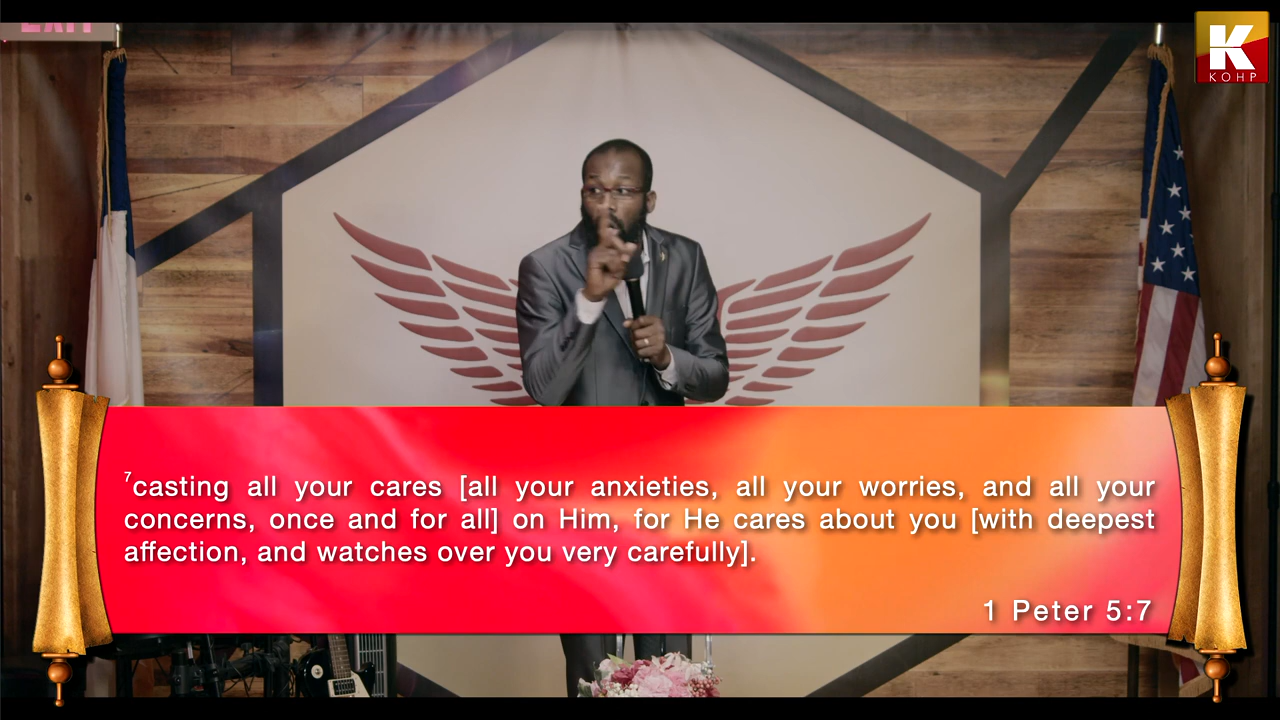 EXIT
K
KOHP
⁷casting all your cares [all your anxieties, all your worries, and all your
concerns, once and for all] on Him, for He cares about you [with deepest
affection, and watches over you very carefully].
1 Peter 5:7